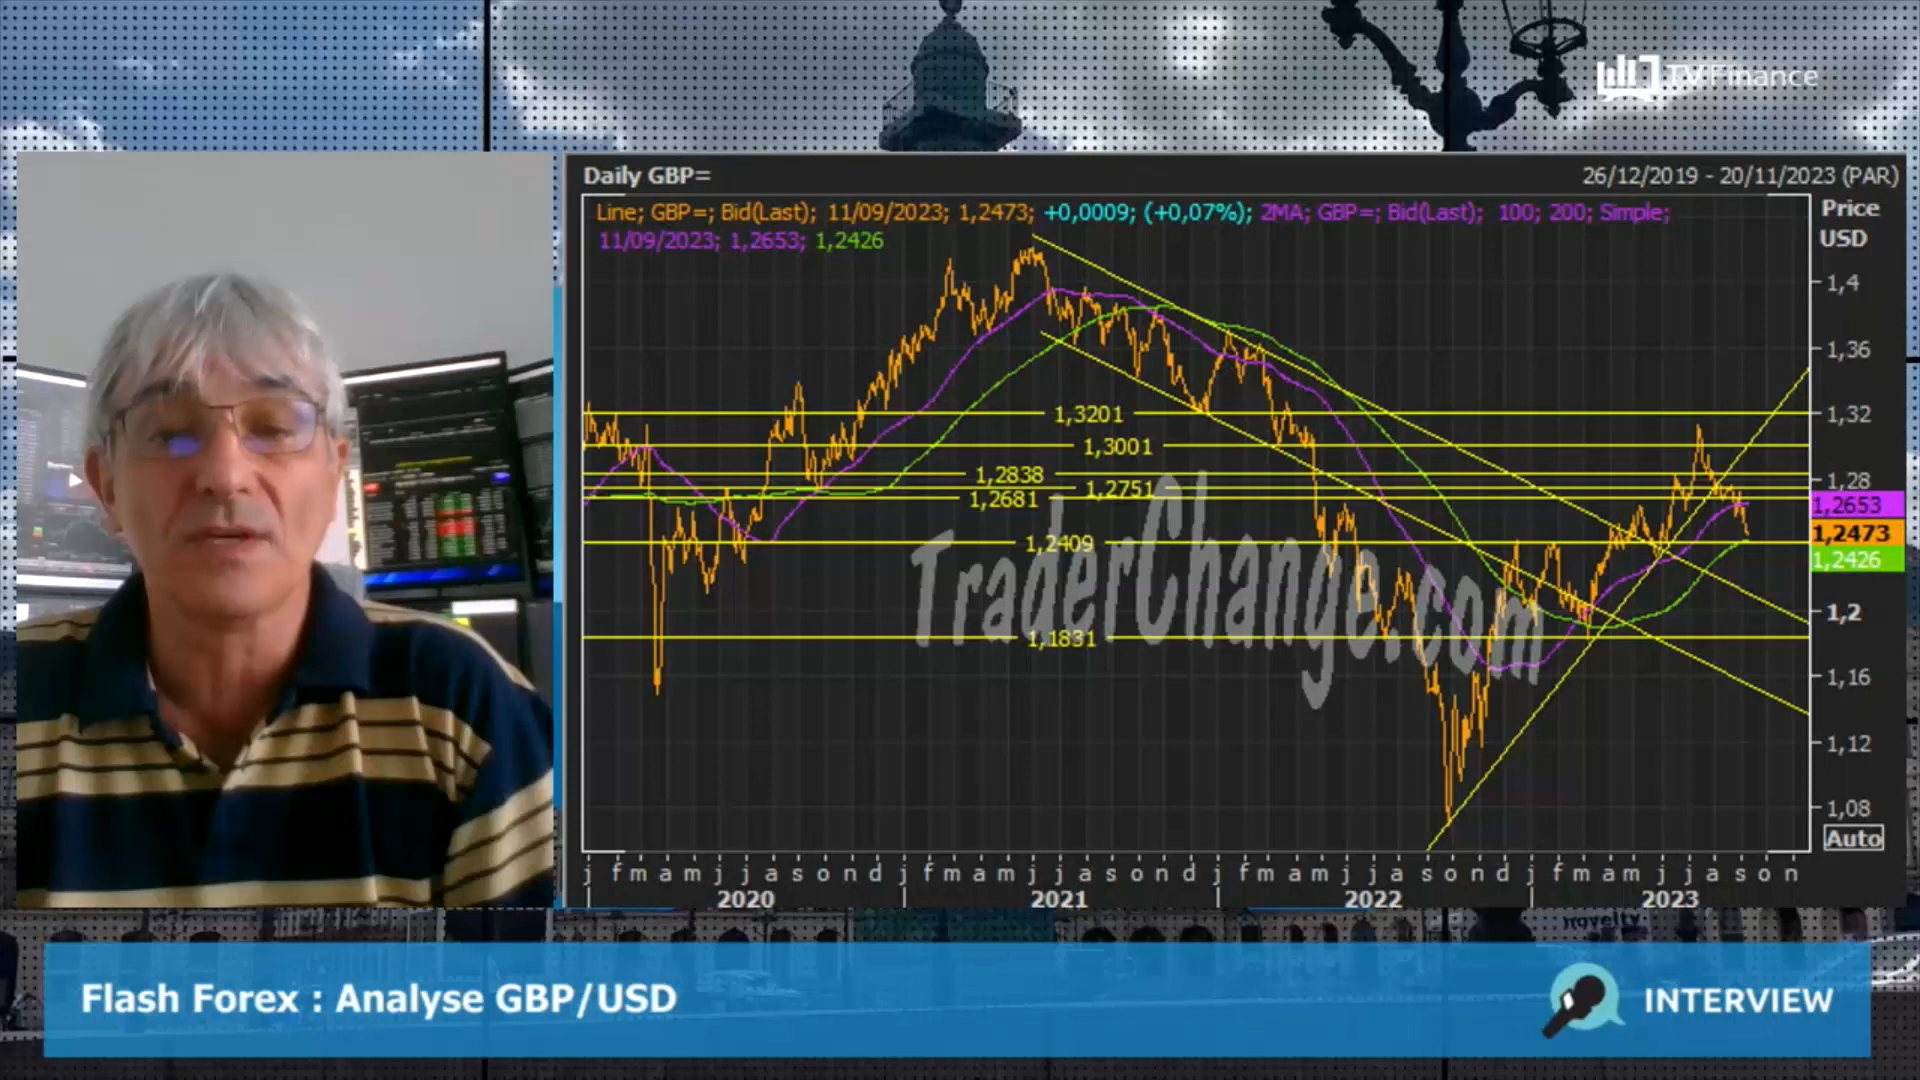 TV Finance
Daily GBP=
26/12/2019 - 20/11/2023 (PAR)
Line; GBP=; Bid(Last); 11/09/2023; 1,2473; +0,0009; (+0,07%); 2MA; GBP=; Bid(Last); 100; 200; Simple;
11/09/2023; 1,2653; 1,2426
Price
USD
1,4
1,36
1,32
1,28
1,2653
1,2473
1,2426
1,2
1,16
1,12
1,08
Auto
1,3201
1,3001
1,2838
1,2751
1,2681
1,2409
1,1831
TraderChange.com
j f m a m j j a s o n d j f m a m j j a s o n d j f m a m j j a s o n d j f m a m j j a s o n
2020 2021 2022 2023
novelty
Flash Forex : Analyse GBP/USD
INTERVIEW